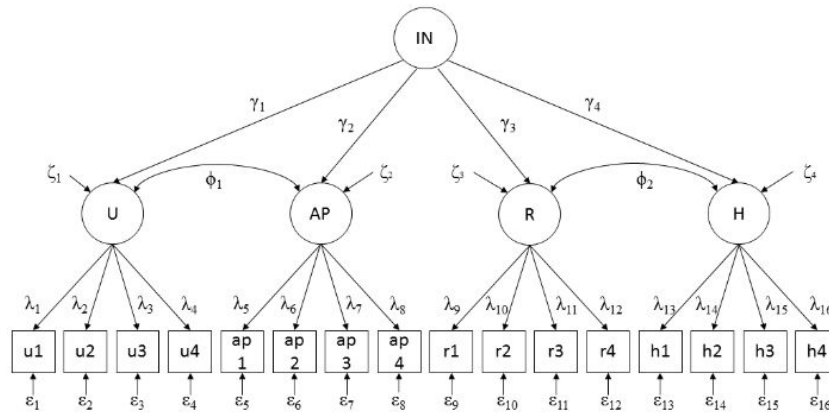 IN
γ1 γ2 γ3 γ4
ζ1 ϕ1 ζ2 ζ3 ϕ2 ζ4
U AP R H
λ1 λ2 λ3 λ4 λ5 λ6 λ7 λ8 λ9 λ10 λ11 λ12 λ13 λ14 λ15 λ16
u1 u2 u3 u4 ap 1 ap 2 ap 3 ap 4 r1 r2 r3 r4 h1 h2 h3 h4
ε1 ε2 ε3 ε4 ε5 ε6 ε7 ε8 ε9 ε10 ε11 ε12 ε13 ε14 ε15 ε16